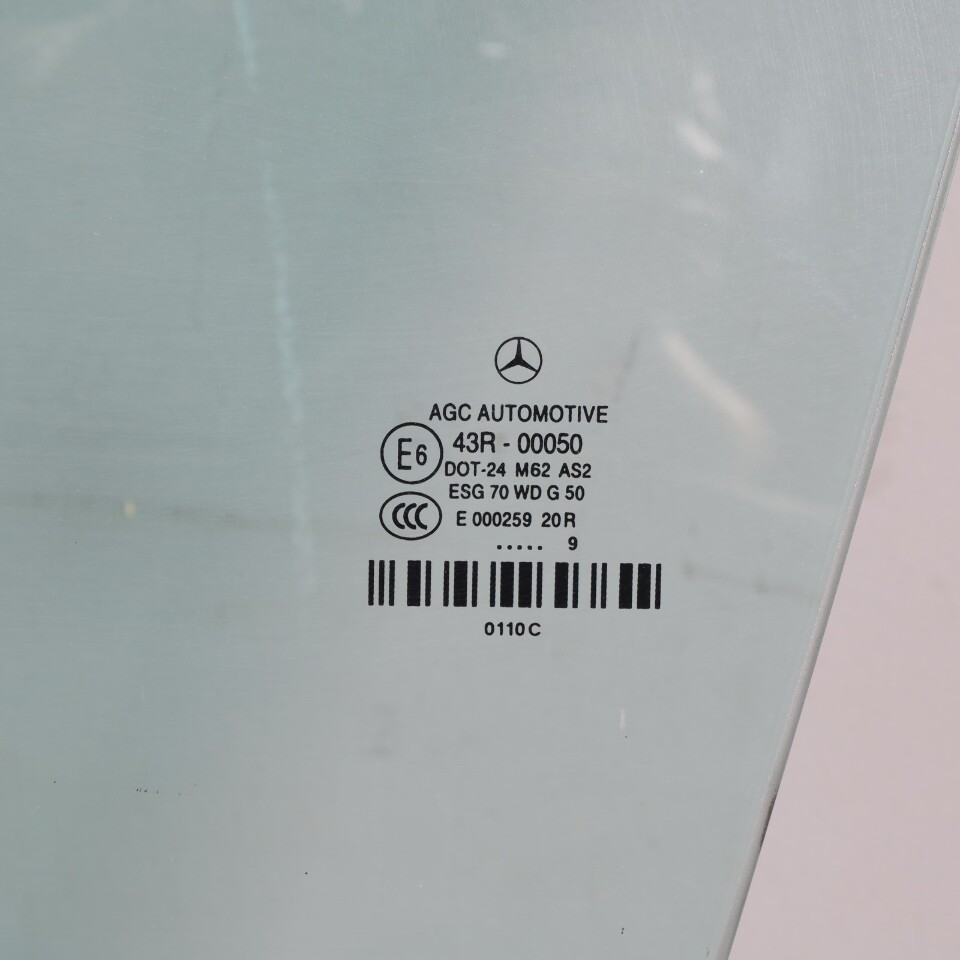 AGC AUTOMOTIVE
E6 43R - 00050
DOT-24 M62 AS2
ESG 70 WD G 50
CCC E 000259 20R
..... 9
0110C